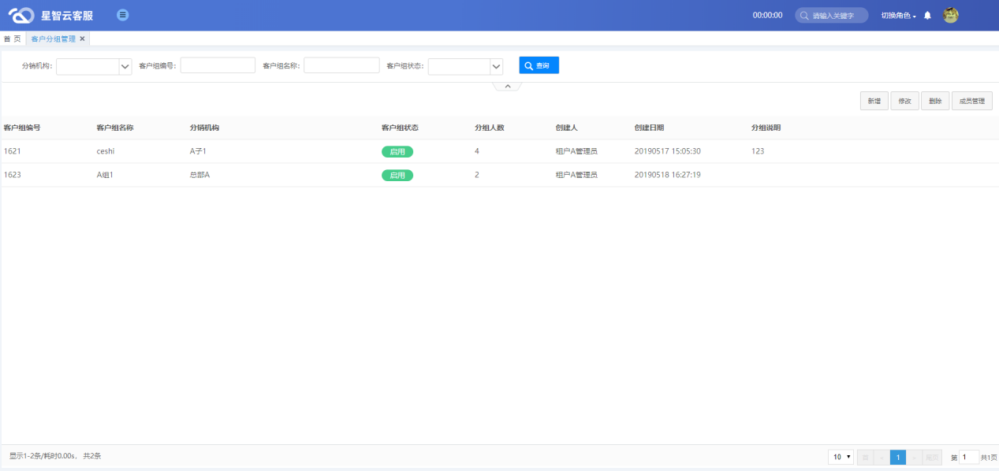 星智云客服
00:00:00 请输入关键字 切换角色
首 页 客户分组管理
分销机构: 客户组编号: 客户组名称: 客户组状态: 查询
新增 修改 删除 成员管理
客户组编号 客户组名称 分销机构 客户组状态 分组人数 创建人 创建日期 分组说明
1621 ceshi A子1 启用 4 租户A管理员 20190517 15:05:30 123
1623 A组1 总部A 启用 2 租户A管理员 20190518 16:27:19
显示1-2条/耗时0.00s, 共2条
10 1 尾页 第 1 共1页